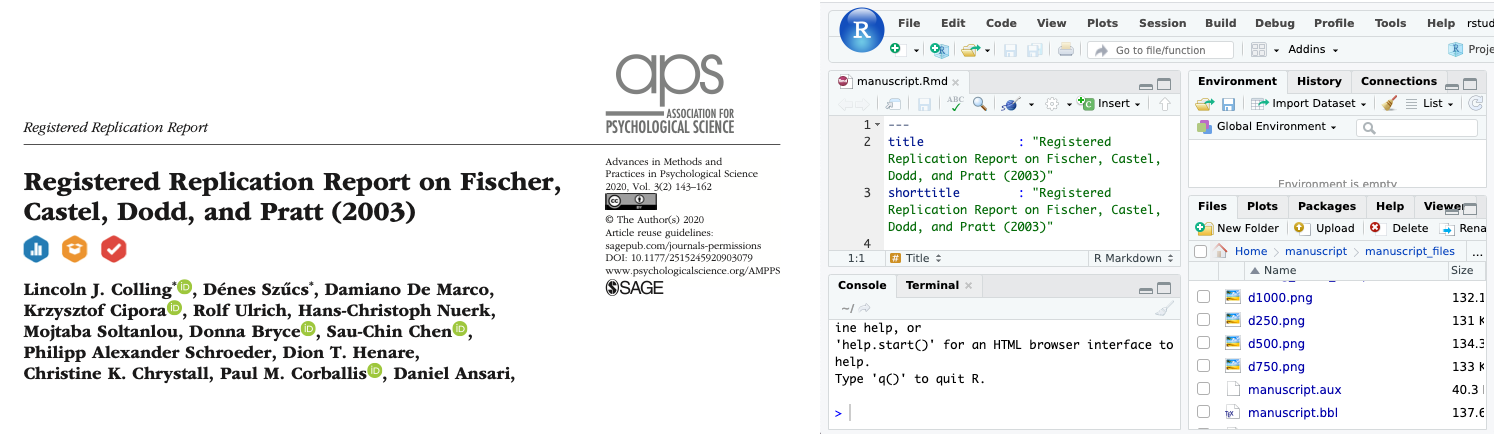 aps
ASSOCIATION FOR
PSYCHOLOGICAL SCIENCE
Registered Replication Report
Registered Replication Report on Fischer,
Castel, Dodd, and Pratt (2003)
Advances in Methods and
Practices in Psychological Science
2020, Vol. 3(2) 143–162
cc
BY
© The Author(s) 2020
Article reuse guidelines:
sagepub.com/journals-permissions
DOI: 10.1177/2515245920903079
www.psychologicalscience.org/AMPPS
SAGE
Lincoln J. Colling*iD, Dénes Szűcs*, Damiano De Marco,
Krzysztof CiporaiD, Rolf Ulrich, Hans-Christoph Nuerk,
Mojtaba Soltanlou, Donna BryceiD, Sau-Chin CheniD,
Philipp Alexander Schroeder, Dion T. Henare,
Christine K. Chrystall, Paul M. CorballisiD, Daniel Ansari,
R
File Edit Code View Plots Session Build Debug Profile Tools Help rstud
Go to file/function
Addins
Proje
manuscript.Rmd
ABC
Insert
1 ---
2 title : "Registered
Replication Report on Fischer, Castel,
Dodd, and Pratt (2003)"
3 shorttitle : "Registered
Replication Report on Fischer, Castel,
Dodd, and Pratt (2003)"
4
1:1 # Title R Markdown
Console Terminal
~/
ine help, or
'help.start()' for an HTML browser interface to
help.
Type 'q()' to quit R.
>
Environment History Connections
Import Dataset List
Global Environment
Environment is empty
Files Plots Packages Help Viewer
New Folder Upload Delete Rena
Home manuscript manuscript_files ...
Name Size
d1000.png 132.1
d250.png 131 K
d500.png 134.3
d750.png 133 K
manuscript.aux 40.3
manuscript.bbl 137.6